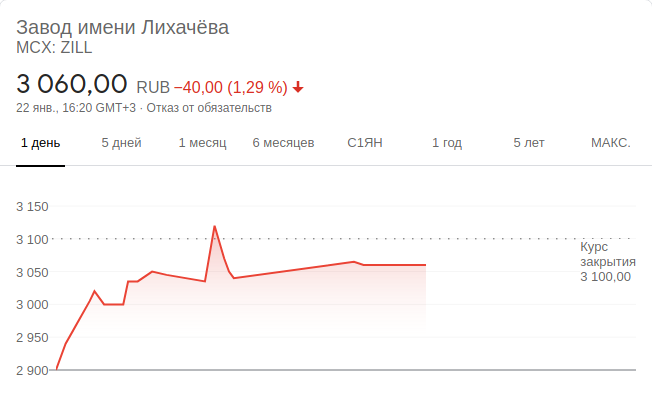 Завод имени Лихачёва
MCX: ZILL
3 060,00 RUB −40,00 (1,29 %)
22 янв., 16:20 GMT+3 · Отказ от обязательств
1 день 5 дней 1 месяц 6 месяцев С1ЯН 1 год 5 лет МАКС.
3 150
3 100
3 050
3 000
2 950
2 900
Курс
закрытия
3 100,00